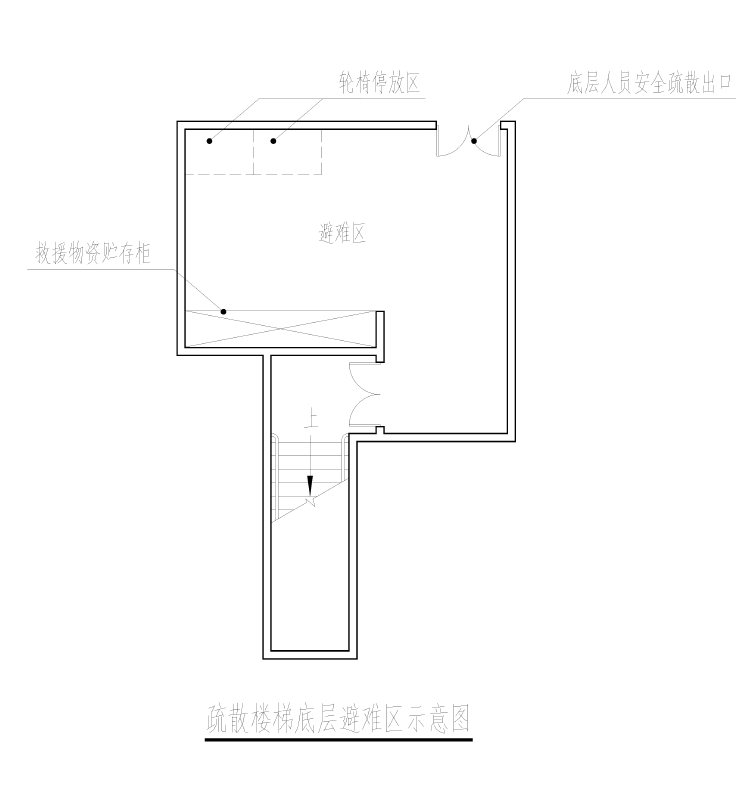 轮椅停放区
底层人员安全疏散出口
避难区
救援物资贮存柜
上
疏散楼梯底层避难区示意图